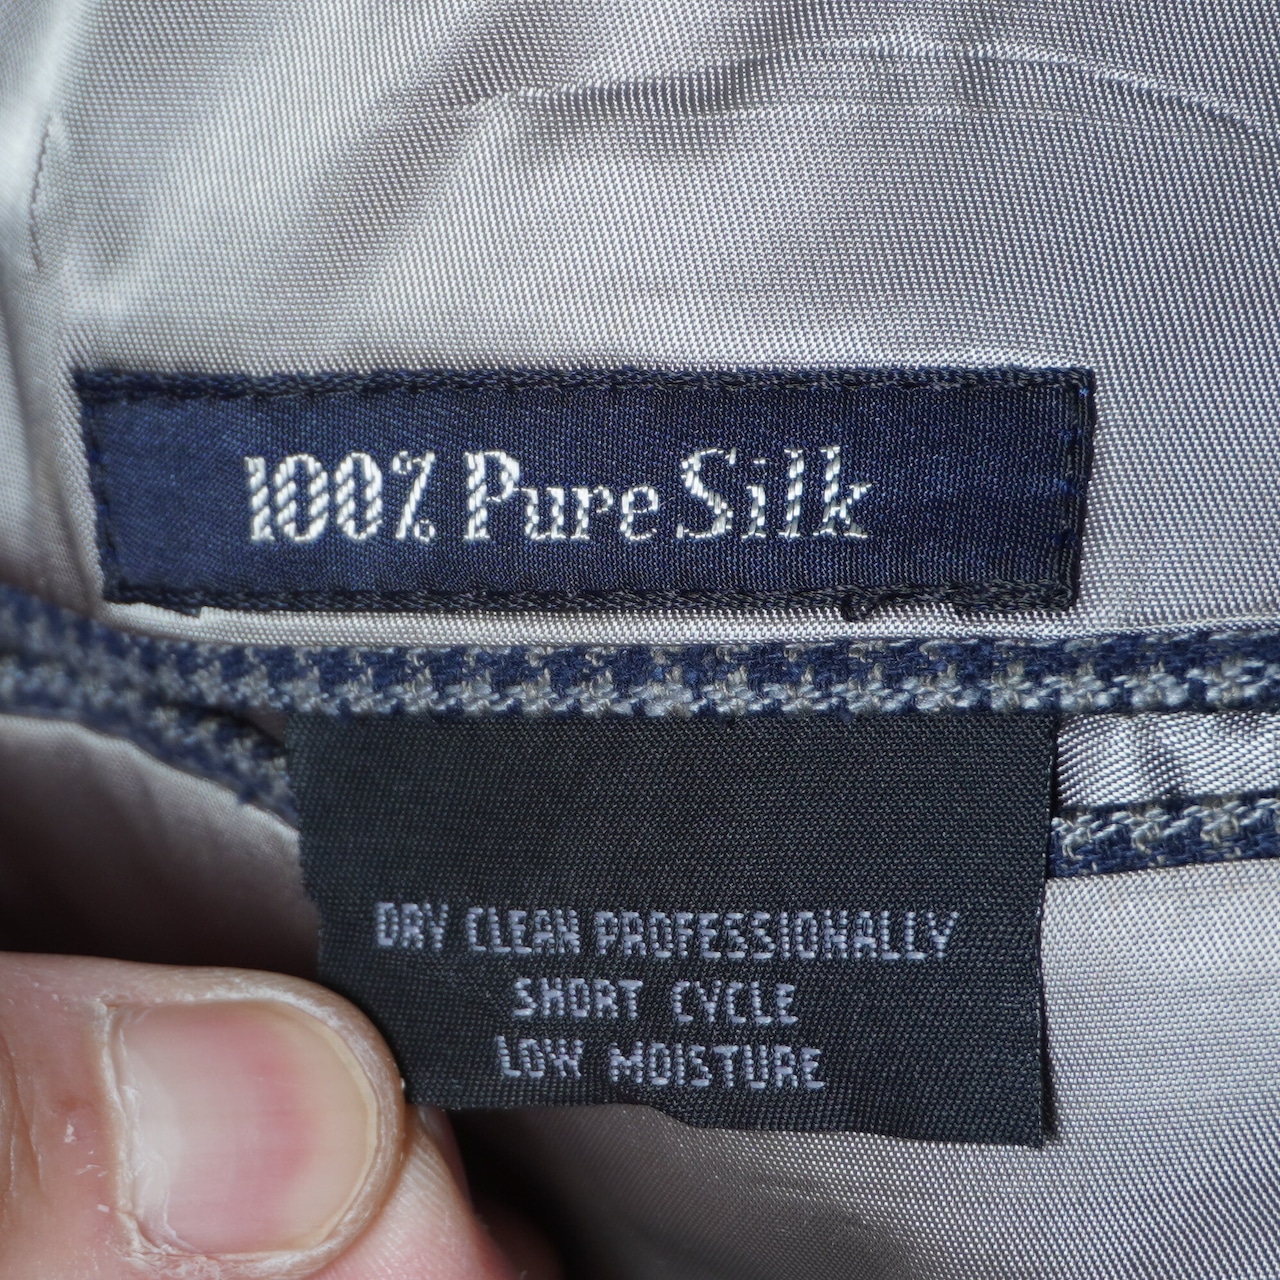 100% Pure Silk
DRY CLEAN PROFESSIONALLY
SHORT CYCLE
LOW MOISTURE